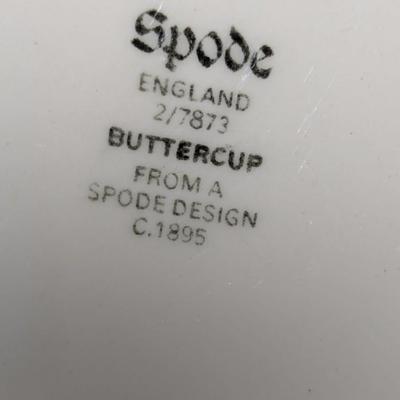 Spode
ENGLAND
2/7873
BUTTERCUP
FROM A
SPODE DESIGN
C.1895